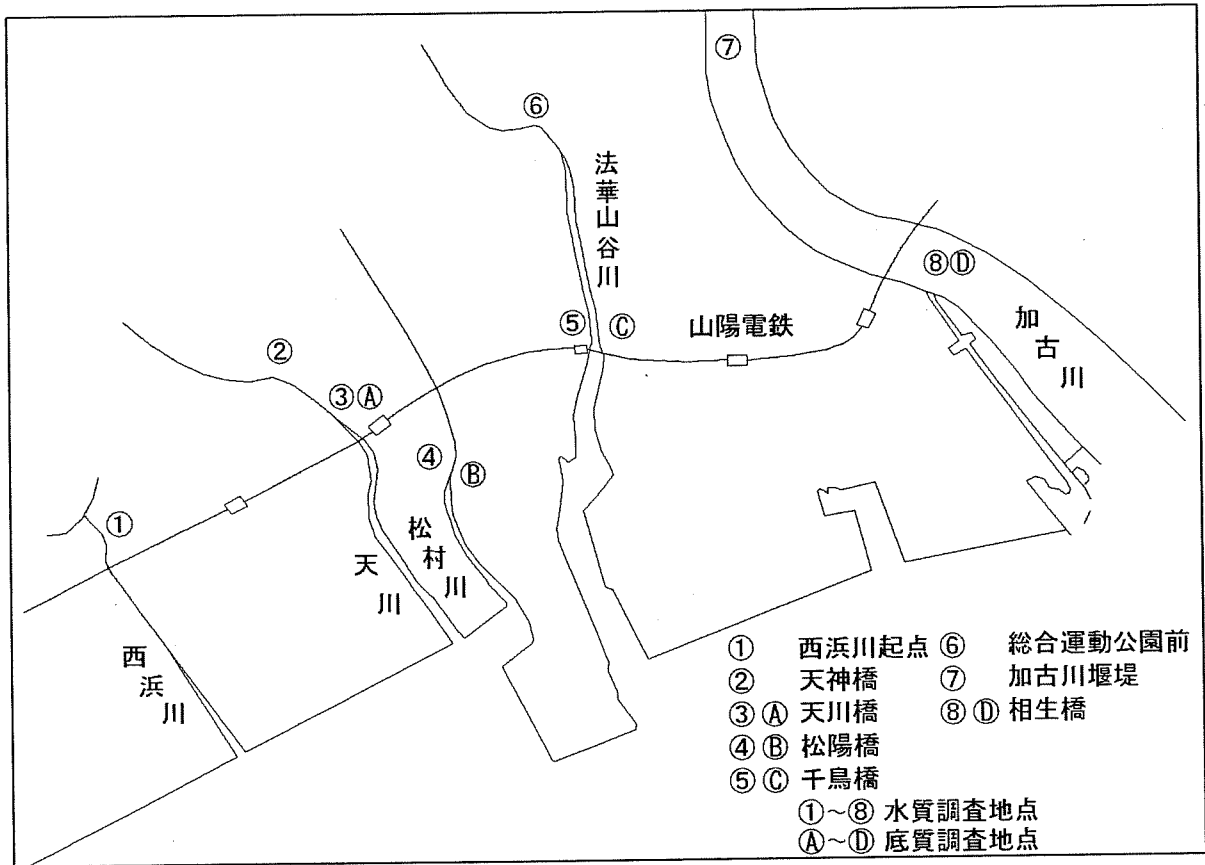 ⑦
⑥
法華山谷川
⑧Ⓓ
加古川
⑤
Ⓒ
山陽電鉄
②
③Ⓐ
④
Ⓑ
①
松村川
天川
西浜川
① 西浜川起点 ⑥ 総合運動公園前
② 天神橋 ⑦ 加古川堰堤
③Ⓐ 天川橋 ⑧Ⓓ 相生橋
④Ⓑ 松陽橋
⑤Ⓒ 千鳥橋
①～⑧ 水質調査地点
Ⓐ～Ⓓ 底質調査地点